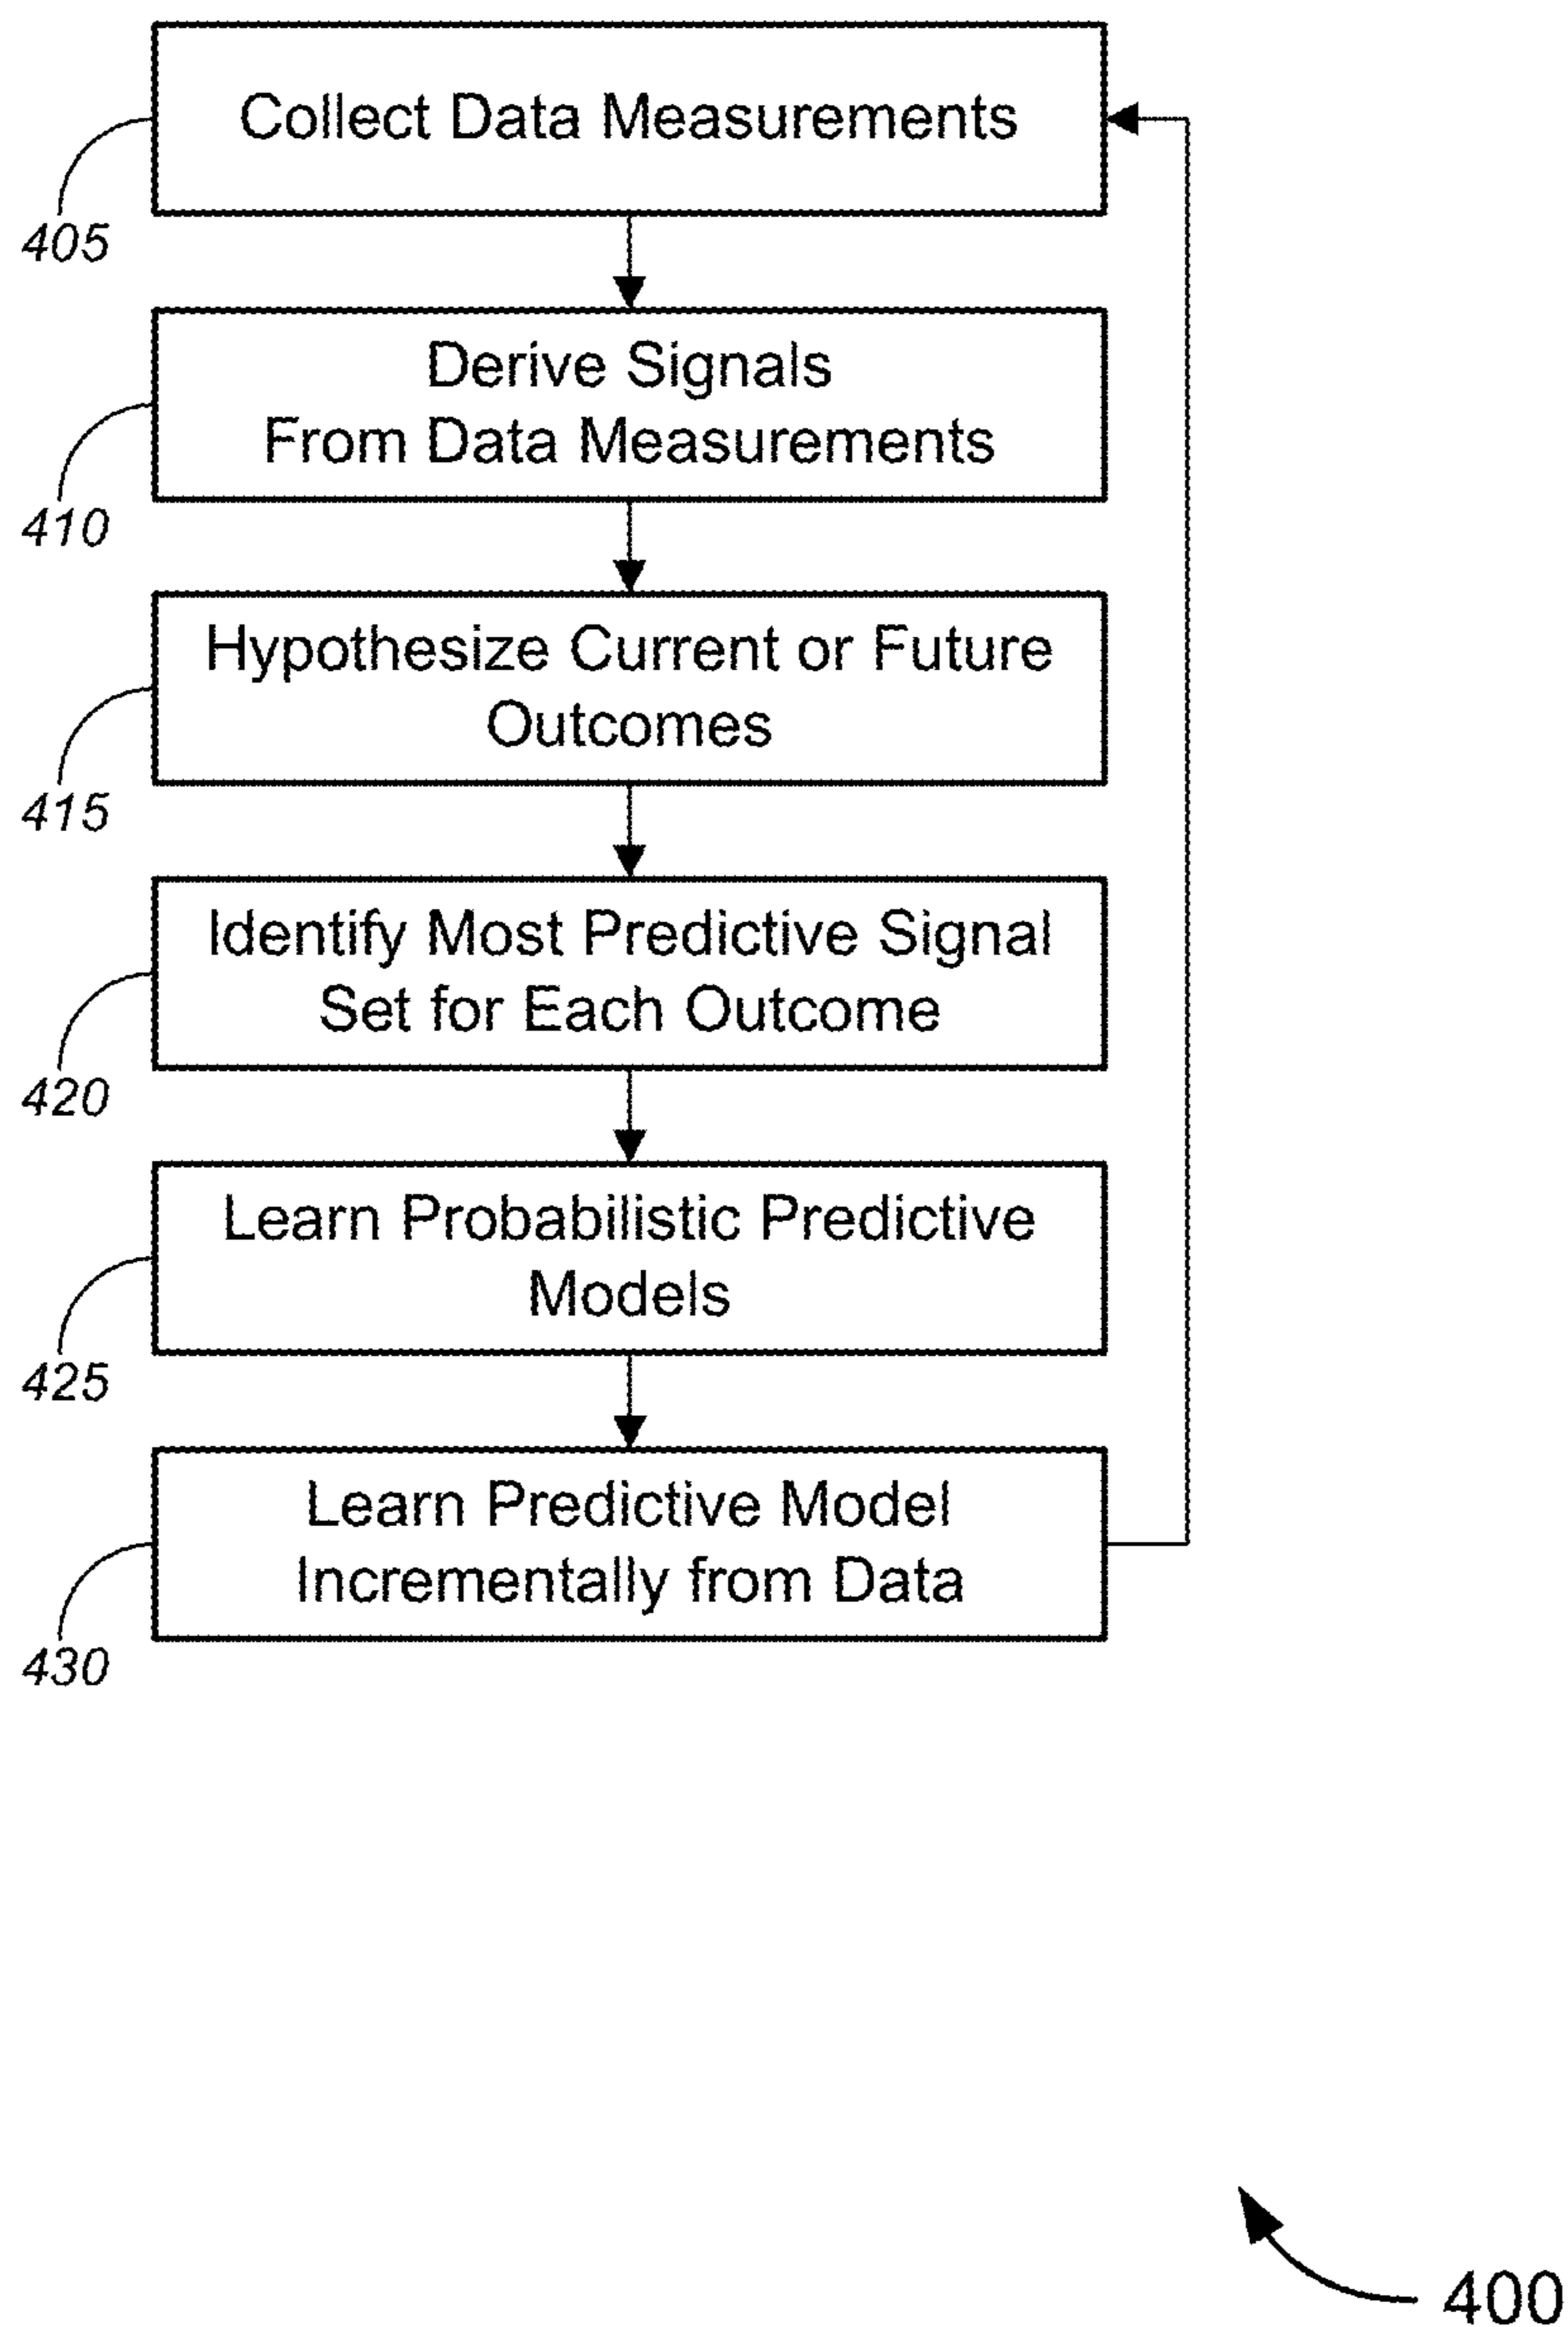 Collect Data Measurements
405
Derive Signals
From Data Measurements
410
Hypothesize Current or Future
Outcomes
415
Identify Most Predictive Signal
Set for Each Outcome
420
Learn Probabilistic Predictive
Models
425
Learn Predictive Model
Incrementally from Data
430
400